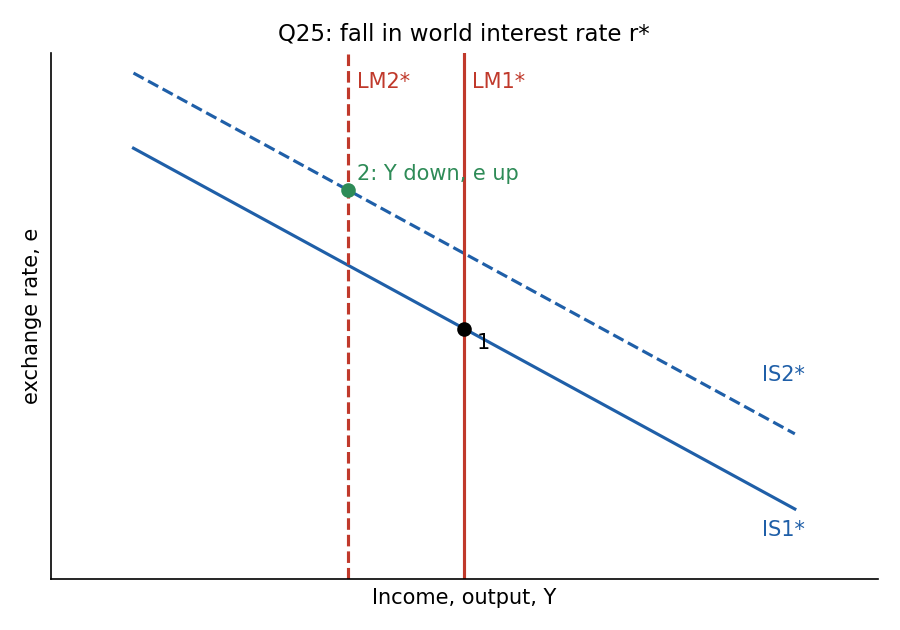 Q25: fall in world interest rate r*
LM2*
LM1*
2: Y down, e up
1
IS2*
IS1*
exchange rate, e
Income, output, Y